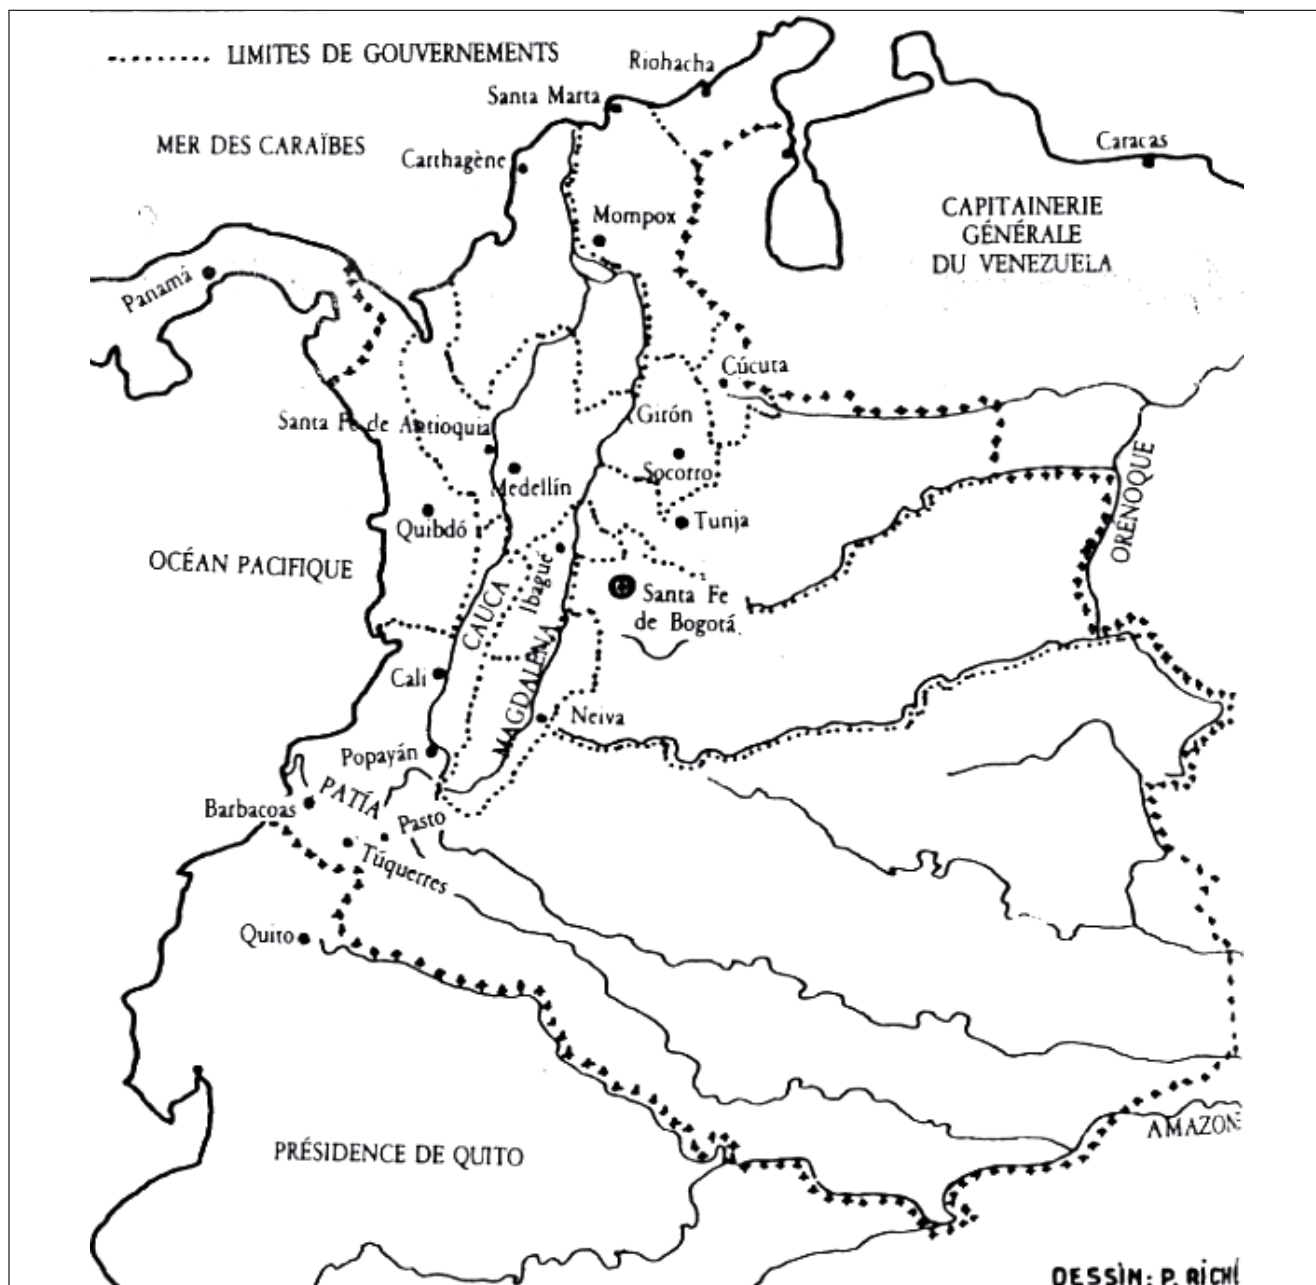 LIMITES DE GOUVERNEMENTS
Riohacha
Santa Marta
MER DES CARAÏBES
Carthagène
Caracas
CAPITAINERIE
GÉNÉRALE
DU VENEZUELA
Mompox
Panamá
Cúcuta
Girón
Santa Fe de Antioquia
Socorro
Medellín
ORÉNOQUE
Tunja
Quibdó
OCÉAN PACIFIQUE
Ibagué
Santa Fe
de Bogotá
CAUCA
MAGDALENA
Cali
Neiva
Popayán
PATÍA
Barbacoas
Pasto
Túquerres
Quito
AMAZONE
PRÉSIDENCE DE QUITO
DESSIN: P. RICH